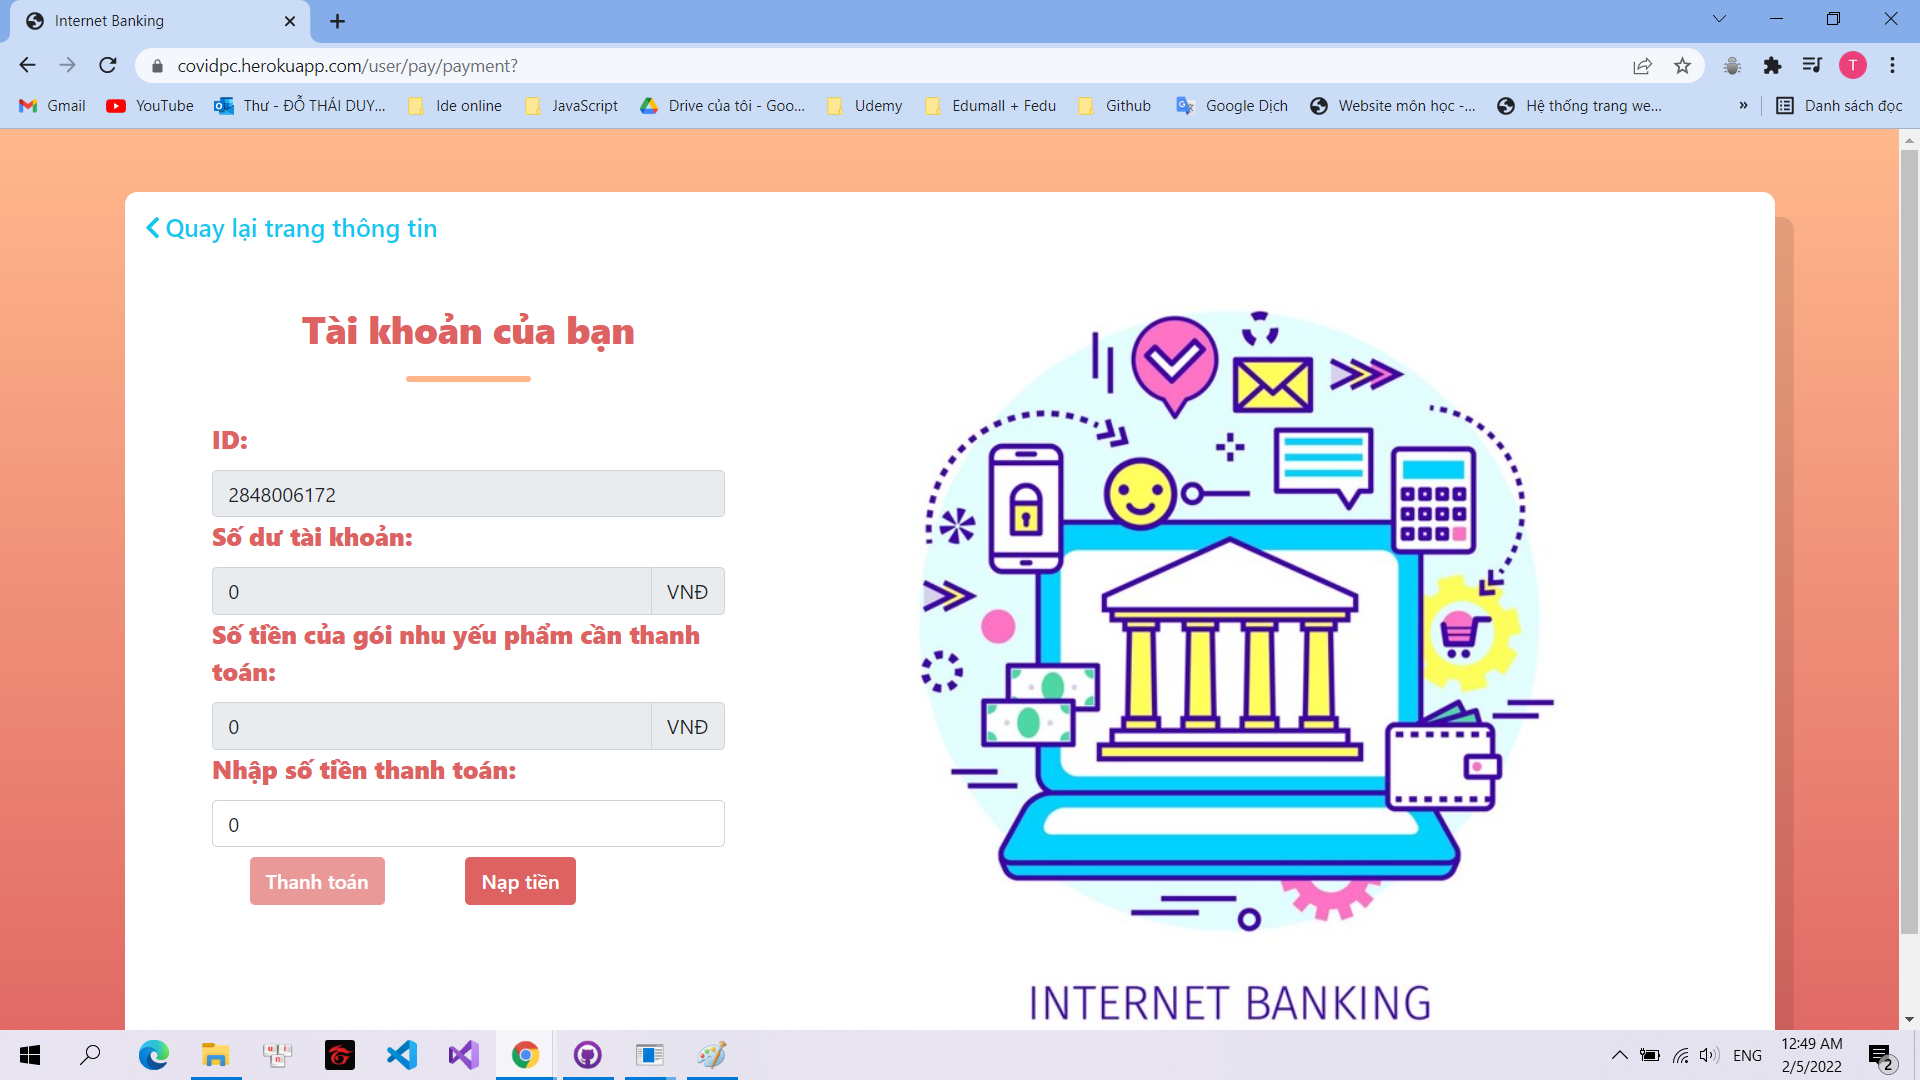 Internet Banking
covidpc.herokuapp.com/user/pay/payment?
T
Gmail
YouTube
Thư - ĐỖ THÁI DUY...
Ide online
JavaScript
Drive của tôi - Goo...
Udemy
Edumall + Fedu
Github
Google Dịch
Website môn học -...
Hệ thống trang we...
»
Danh sách đọc
Quay lại trang thông tin
Tài khoản của bạn
ID:
2848006172
Số dư tài khoản:
0 VNĐ
Số tiền của gói nhu yếu phẩm cần thanh
toán:
0 VNĐ
Nhập số tiền thanh toán:
0
Thanh toán
Nạp tiền
INTERNET BANKING
ENG
12:49 AM
2/5/2022
2